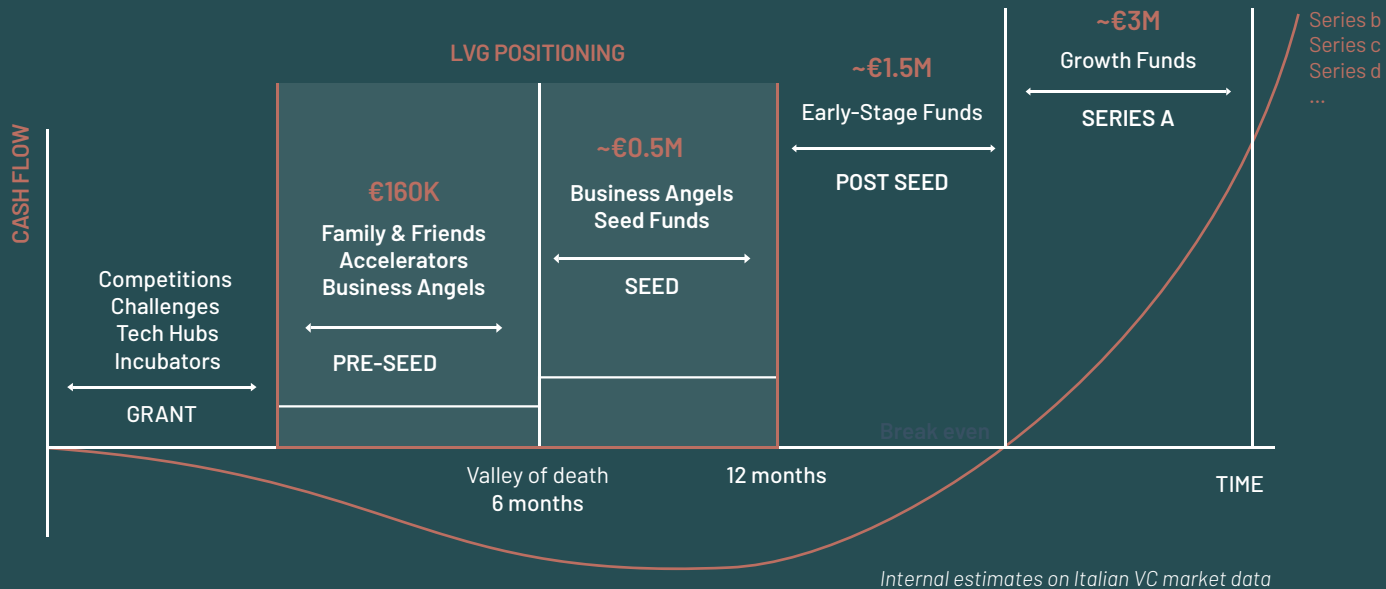 LVG POSITIONING
CASH FLOW
Competitions
Challenges
Tech Hubs
Incubators
GRANT
€160K
Family & Friends
Accelerators
Business Angels
PRE-SEED
~€0.5M
Business Angels
Seed Funds
SEED
~€1.5M
Early-Stage Funds
POST SEED
~€3M
Growth Funds
SERIES A
Series b
Series c
Series d
...
Break even
Valley of death
6 months
12 months
TIME
Internal estimates on Italian VC market data